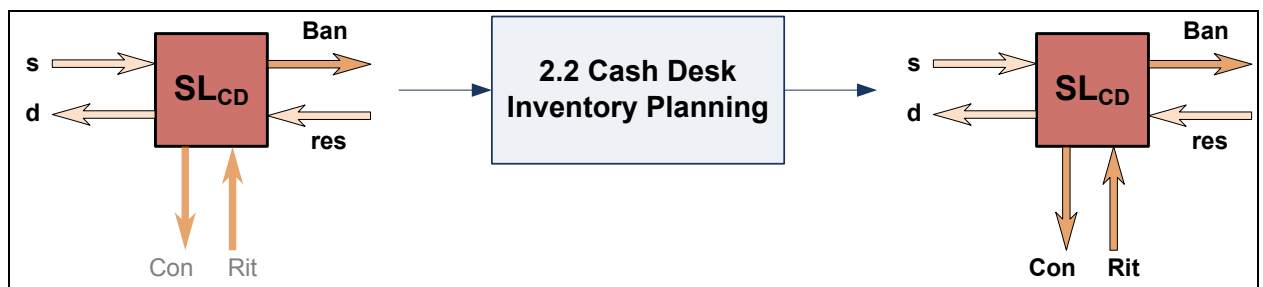 Ban
s
SLCD
d
res
Con Rit
2.2 Cash Desk
Inventory Planning
Ban
s
SLCD
d
res
Con Rit